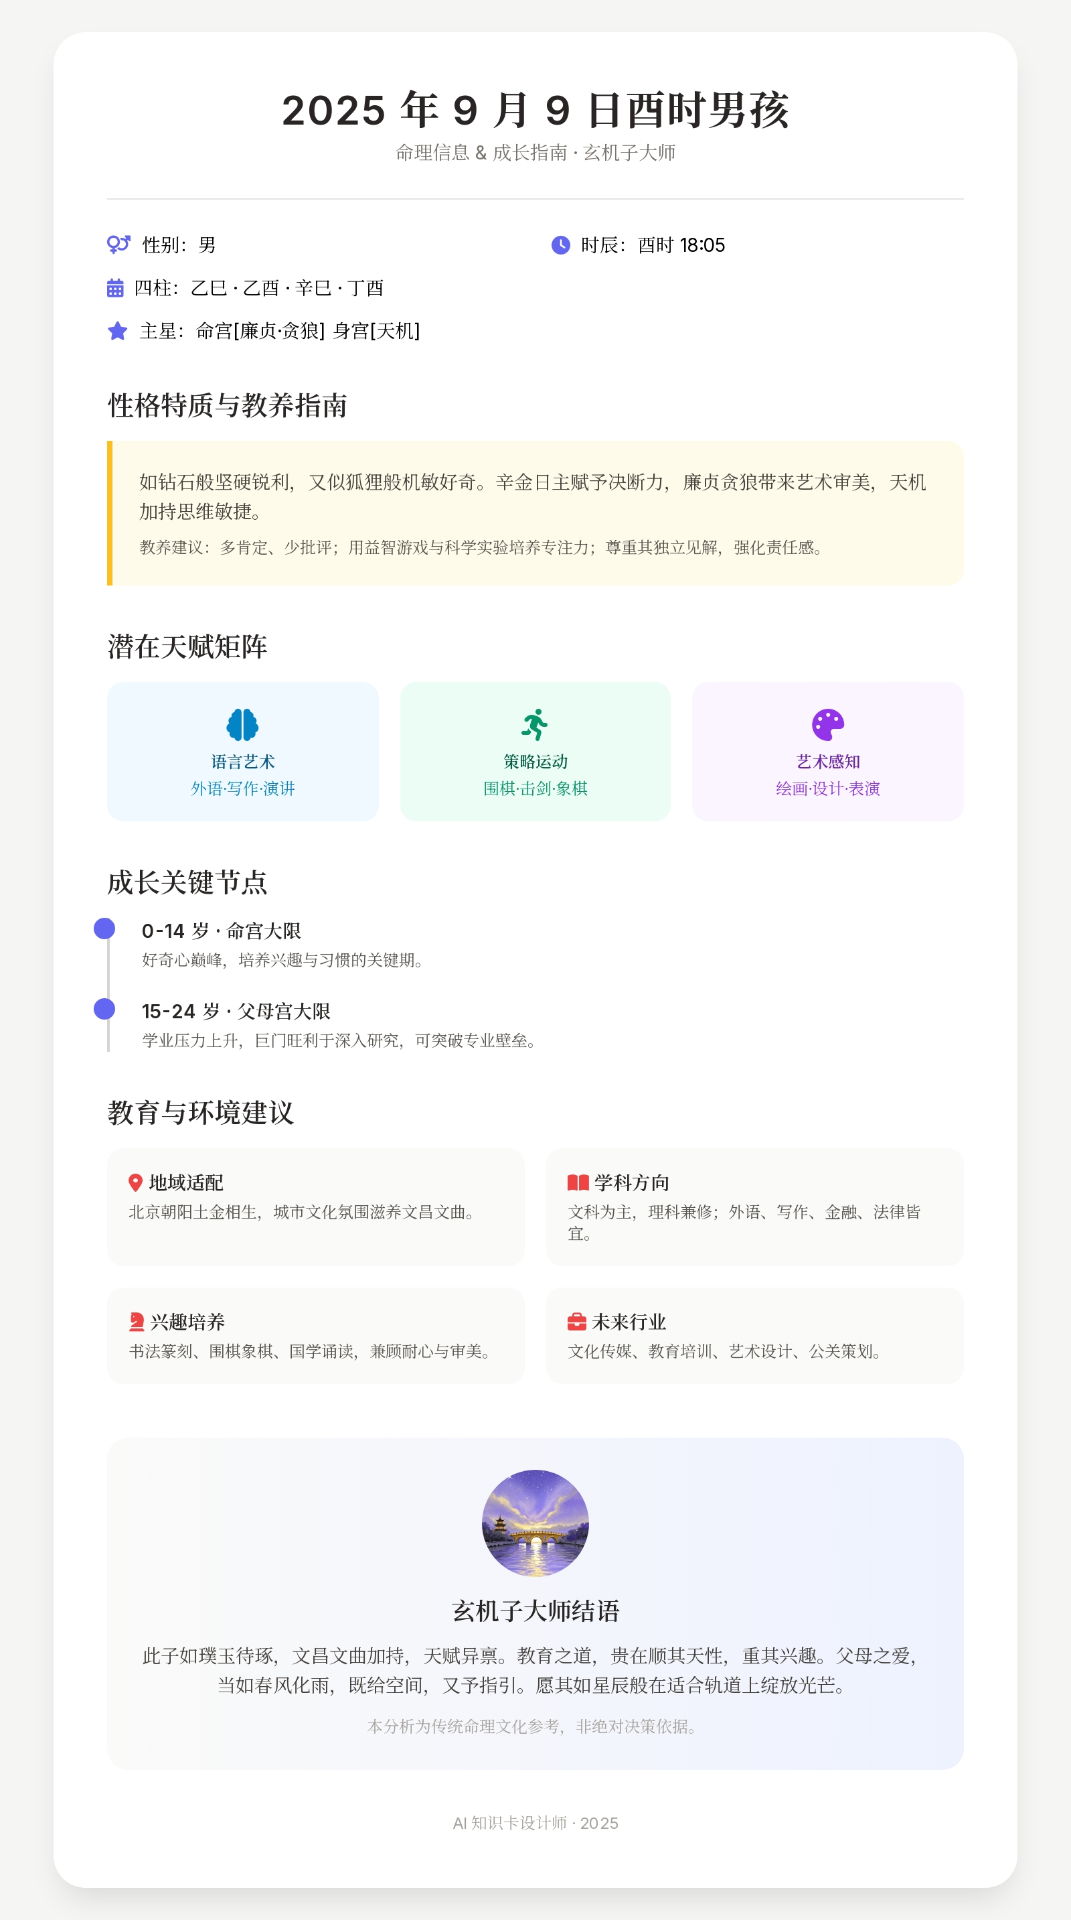 2025 年 9 月 9 日酉时男孩
命理信息 & 成长指南 · 玄机子大师
性别：男
时辰：酉时 18:05
四柱：乙巳 · 乙酉 · 辛巳 · 丁酉
主星：命宫[廉贞·贪狼] 身宫[天机]
性格特质与教养指南
如钻石般坚硬锐利，又似狐狸般机敏好奇。辛金日主赋予决断力，廉贞贪狼带来艺术审美，天机
加持思维敏捷。
教养建议：多肯定、少批评；用益智游戏与科学实验培养专注力；尊重其独立见解，强化责任感。
潜在天赋矩阵
语言艺术
外语·写作·演讲
策略运动
围棋·击剑·象棋
艺术感知
绘画·设计·表演
成长关键节点
0-14 岁 · 命宫大限
好奇心巅峰，培养兴趣与习惯的关键期。
15-24 岁 · 父母宫大限
学业压力上升，巨门旺利于深入研究，可突破专业壁垒。
教育与环境建议
地域适配
北京朝阳土金相生，城市文化氛围滋养文昌文曲。
学科方向
文科为主，理科兼修；外语、写作、金融、法律皆
宜。
兴趣培养
书法篆刻、围棋象棋、国学诵读，兼顾耐心与审美。
未来行业
文化传媒、教育培训、艺术设计、公关策划。
玄机子大师结语
此子如璞玉待琢，文昌文曲加持，天赋异禀。教育之道，贵在顺其天性，重其兴趣。父母之爱，
当如春风化雨，既给空间，又予指引。愿其如星辰般在适合轨道上绽放光芒。
本分析为传统命理文化参考，非绝对决策依据。
AI 知识卡设计师 · 2025